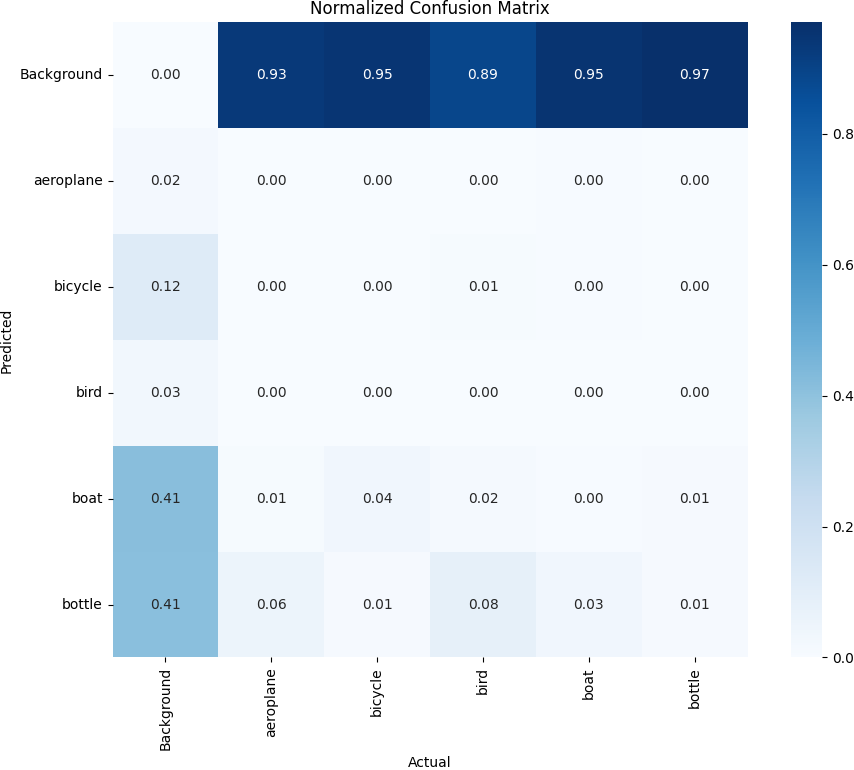 Normalized Confusion Matrix
Background 0.00 0.93 0.95 0.89 0.95 0.97
aeroplane 0.02 0.00 0.00 0.00 0.00 0.00
bicycle 0.12 0.00 0.00 0.01 0.00 0.00
bird 0.03 0.00 0.00 0.00 0.00 0.00
boat 0.41 0.01 0.04 0.02 0.00 0.01
bottle 0.41 0.06 0.01 0.08 0.03 0.01
Predicted
Background aeroplane bicycle bird boat bottle
Actual
0.8
0.6
0.4
0.2
0.0